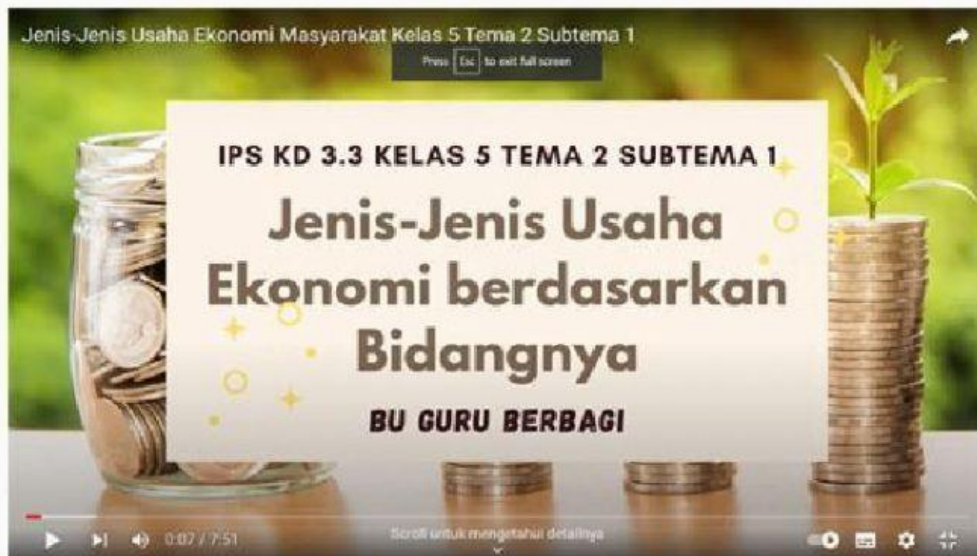 Jenis-Jenis Usaha Ekonomi Masyarakat Kelas 5 Tema 2 Subtema 1
Press Esc to exit full screen
IPS KD 3.3 KELAS 5 TEMA 2 SUBTEMA 1
Jenis-Jenis Usaha
Ekonomi berdasarkan
Bidangnya
BU GURU BERBAGI
0:07 / 7:51
Scroll untuk mengetahui detailnya